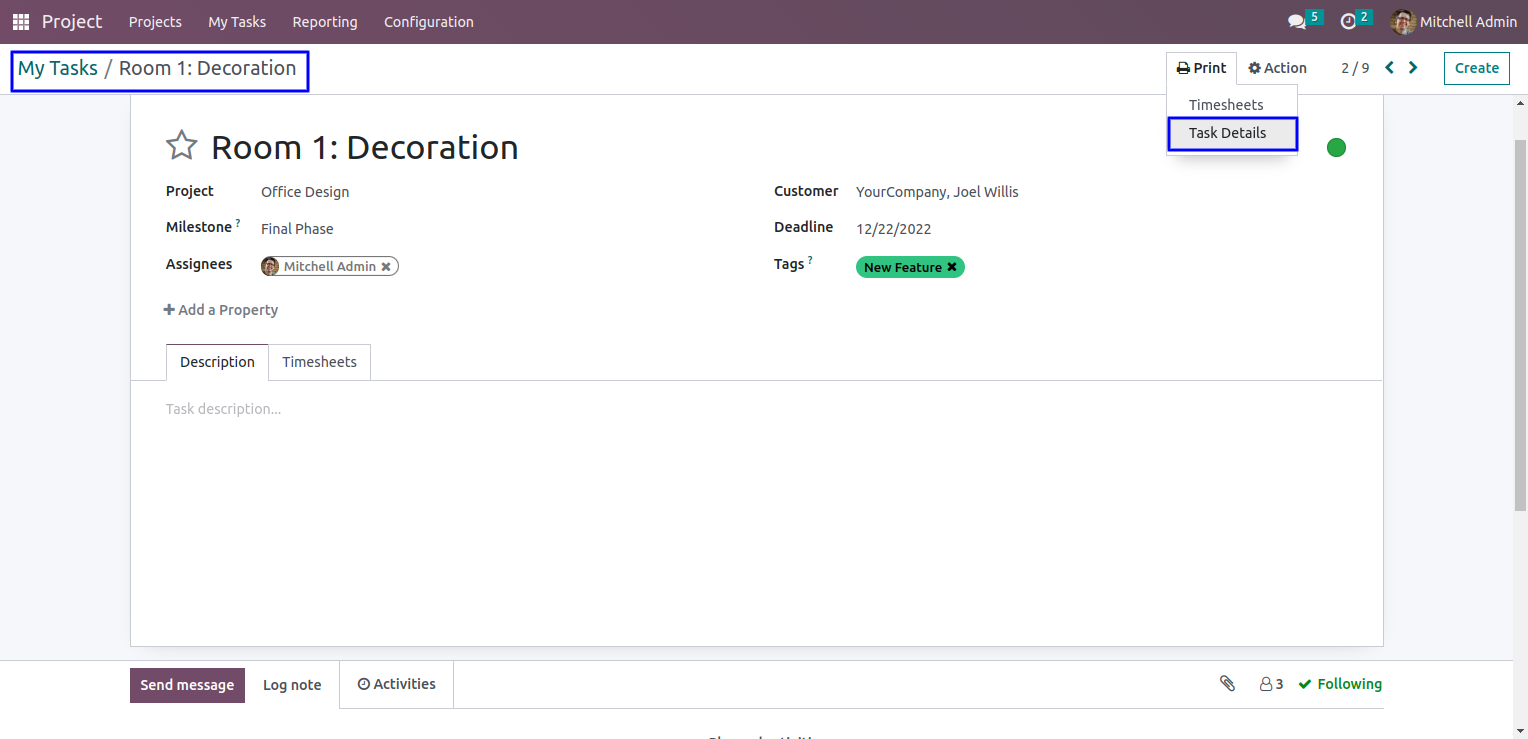 Project Projects My Tasks Reporting Configuration 5 2 Mitchell Admin
My Tasks / Room 1: Decoration Print Action 2 / 9 Create
Timesheets
Task Details
Room 1: Decoration
Project Office Design Customer YourCompany, Joel Willis
Milestone ? Final Phase Deadline 12/22/2022
Assignees Mitchell Admin Tags ? New Feature
Add a Property
Description Timesheets
Task description...
Send message Log note Activities 3 Following